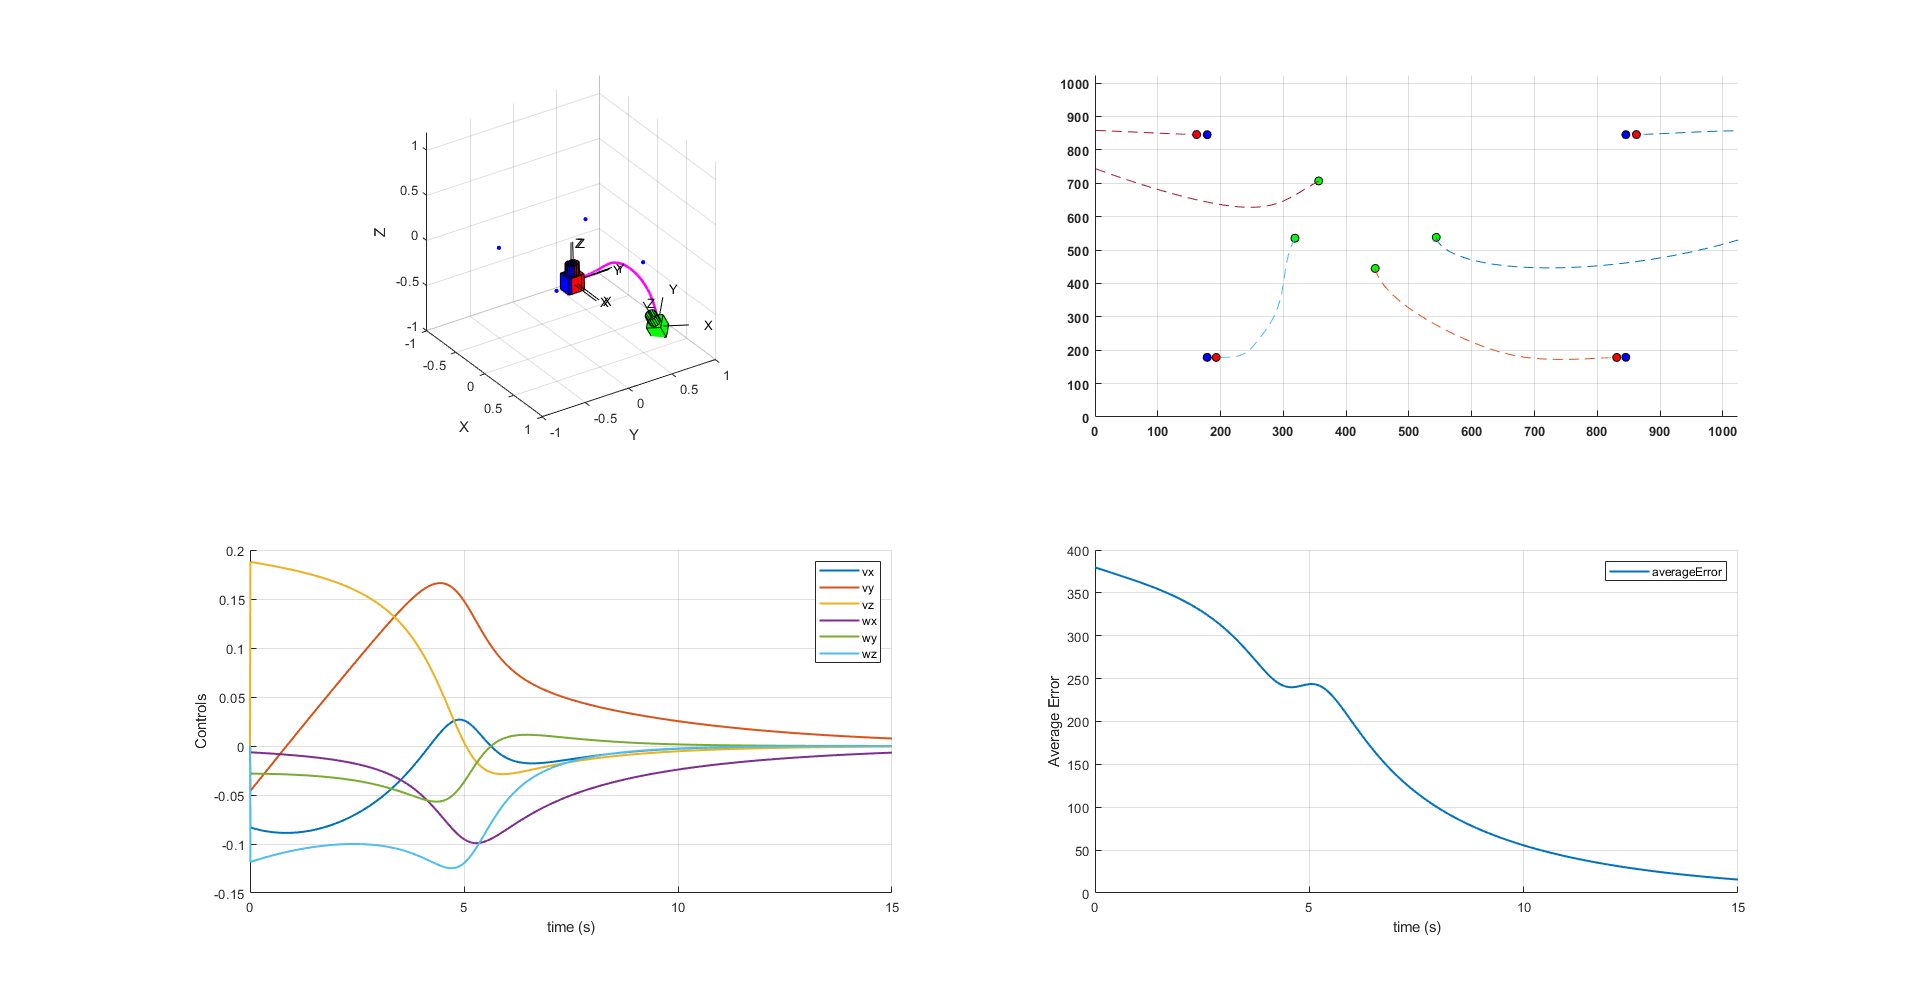 1
0.5
0
-0.5
-1
Z
-1
-0.5
0
0.5
1
X
-1
-0.5
0
0.5
1
Y
Z
Z
Y
Y
X
X
Z
Y
X
1000
900
800
700
600
500
400
300
200
100
0
0 100 200 300 400 500 600 700 800 900 1000
0.2
0.15
0.1
0.05
0
-0.05
-0.1
-0.15
Controls
0 5 10 15
time (s)
vx
vy
vz
wx
wy
wz
400
350
300
250
200
150
100
50
0
Average Error
0 5 10 15
time (s)
averageError